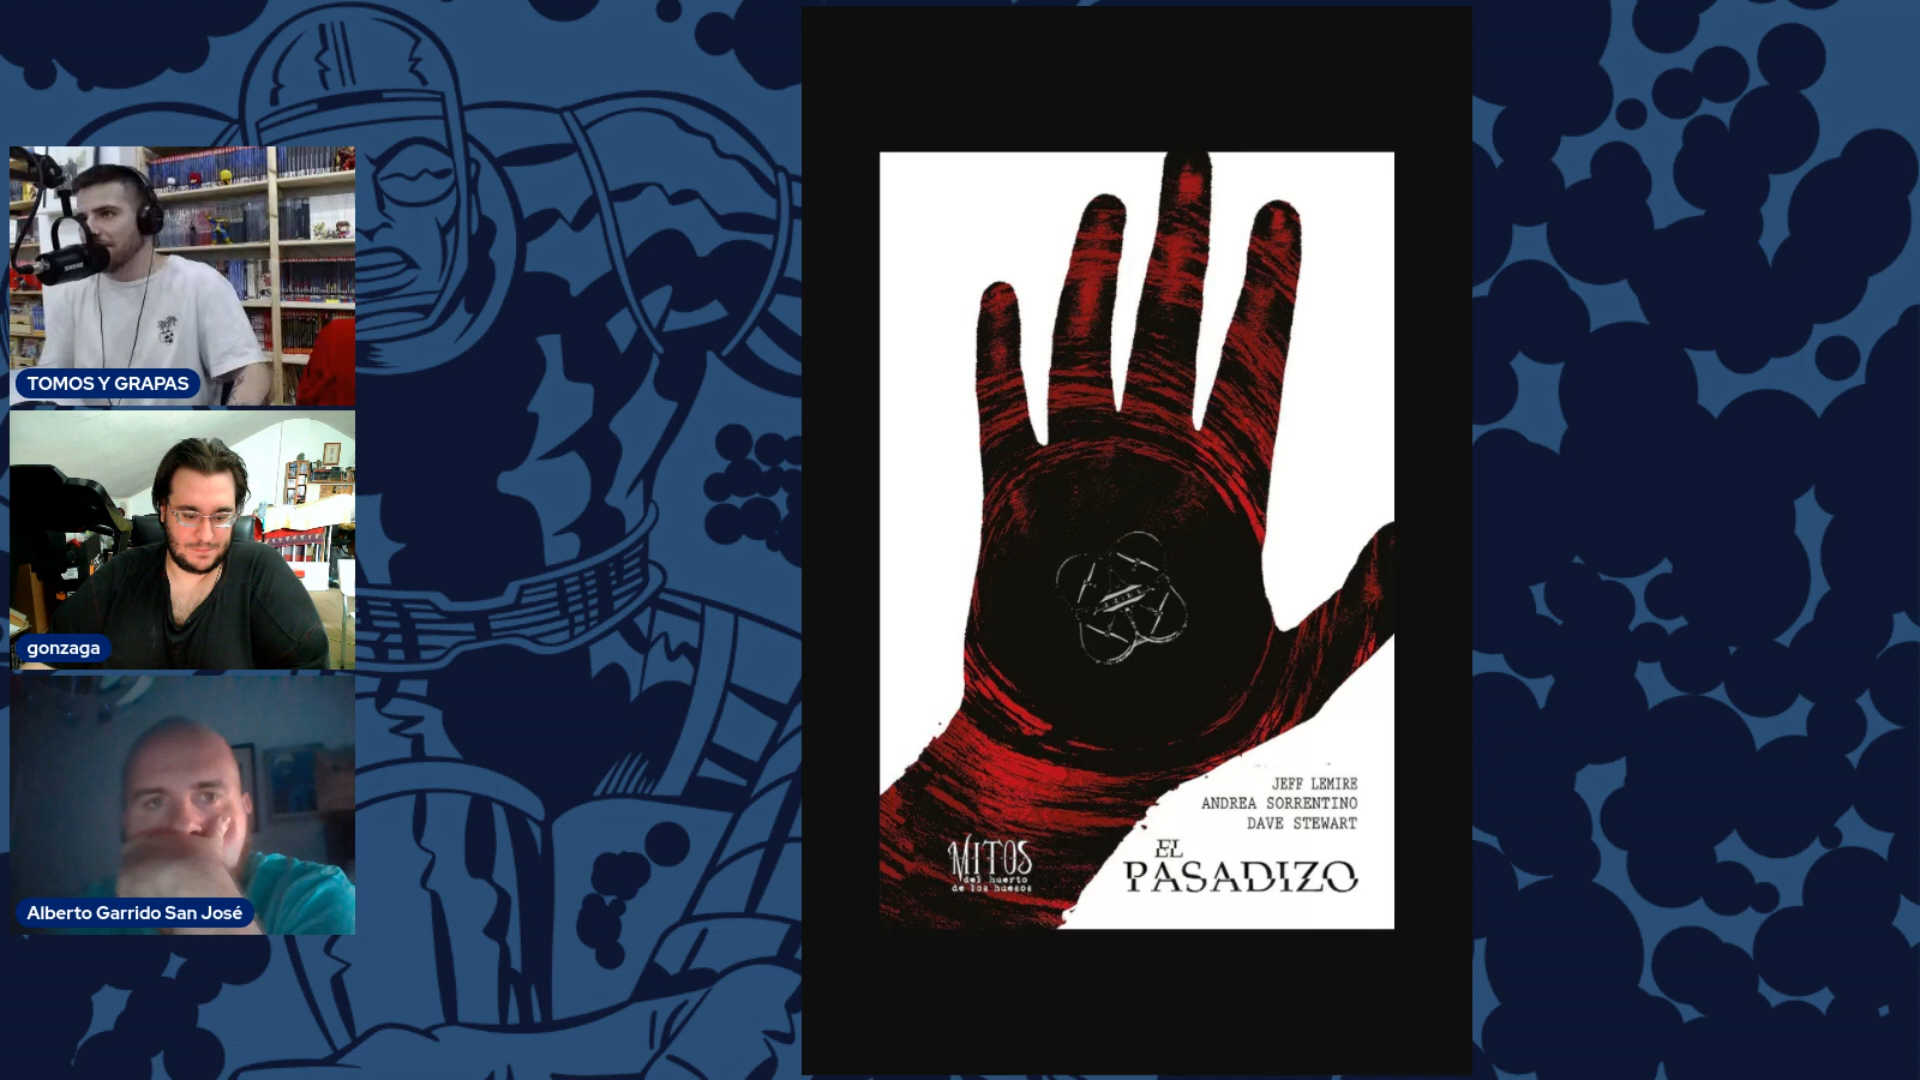 TOMOS Y GRAPAS
gonzaga
Alberto Garrido San José
SHURE
JEFF LEMIRE
ANDREA SORRENTINO
DAVE STEWART
MITOS
del huerto
de los huesos
EL
PASADIZO